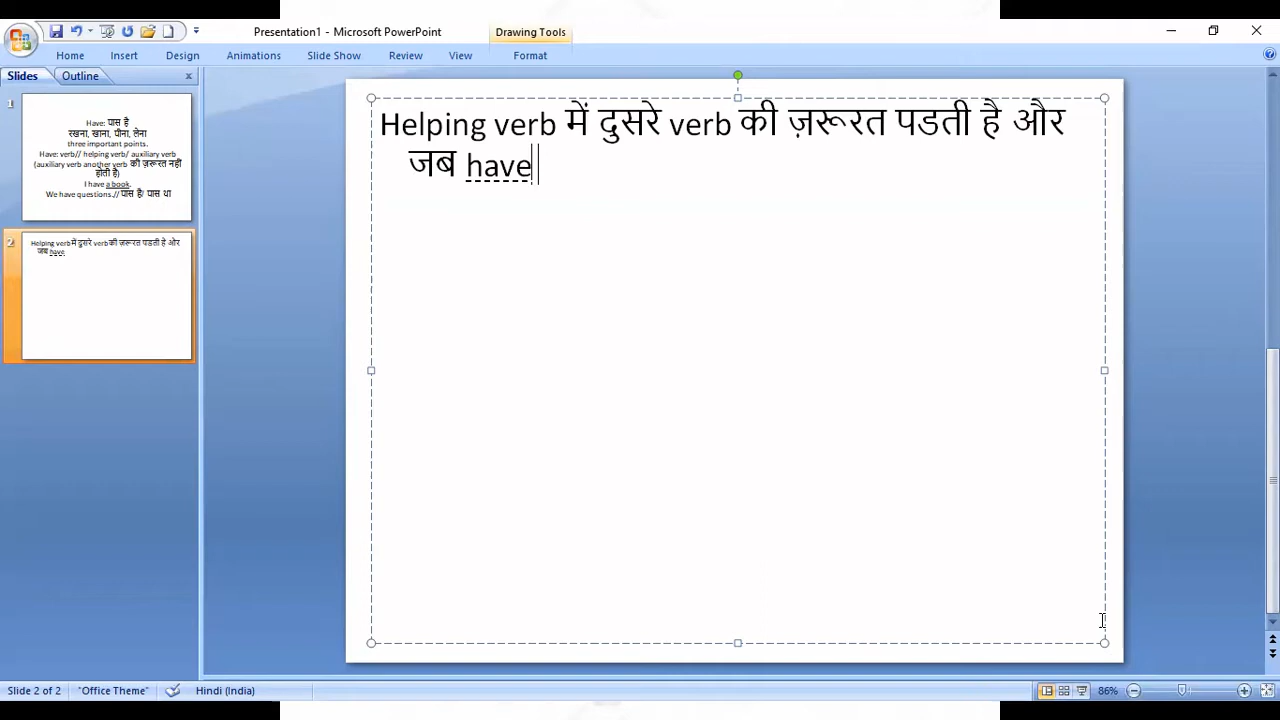 Presentation1 - Microsoft PowerPoint
Drawing Tools
Home
Insert
Design
Animations
Slide Show
Review
View
Format
Slides
Outline
1
Have: पास है
रखना, खाना, पीना, लेना
three important points.
Have: verb// helping verb/ auxiliary verb
(auxiliary verb another verb की ज़रूरत नहीं
होती है)
I have a book.
We have questions.// पास है/ पास था
2
Helping verb में दुसरे verb की ज़रूरत पडती है और
जब have
Helping verb में दुसरे verb की ज़रूरत पडती है और
जब have
Slide 2 of 2
"Office Theme"
Hindi (India)
86%